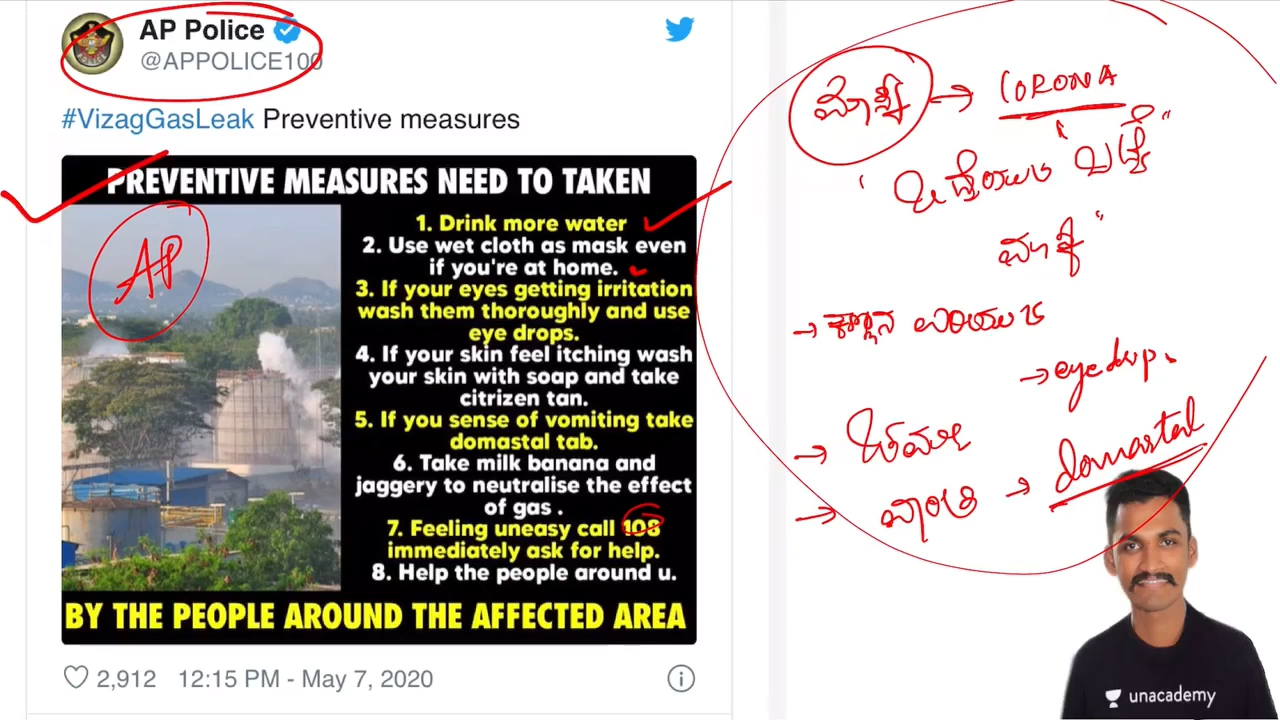 AP Police
@APPOLICE100
#VizagGasLeak Preventive measures
PREVENTIVE MEASURES NEED TO TAKEN
1. Drink more water
2. Use wet cloth as mask even
if you're at home.
3. If your eyes getting irritation
wash them thoroughly and use
eye drops.
4. If your skin feel itching wash
your skin with soap and take
citrizen tan.
5. If you sense of vomiting take
domastal tab.
6. Take milk banana and
jaggery to neutralise the effect
of gas .
7. Feeling uneasy call 108
immediately ask for help.
8. Help the people around u.
BY THE PEOPLE AROUND THE AFFECTED AREA
2,912 12:15 PM - May 7, 2020
AP
→ CORONA
"ಬಟ್ಟೆ"
ಮಾಸ್ಕ್"
→ ಉರಿಯುತ
→ eye drop.
→
→ ವಾಂತಿ → domastal
unacademy